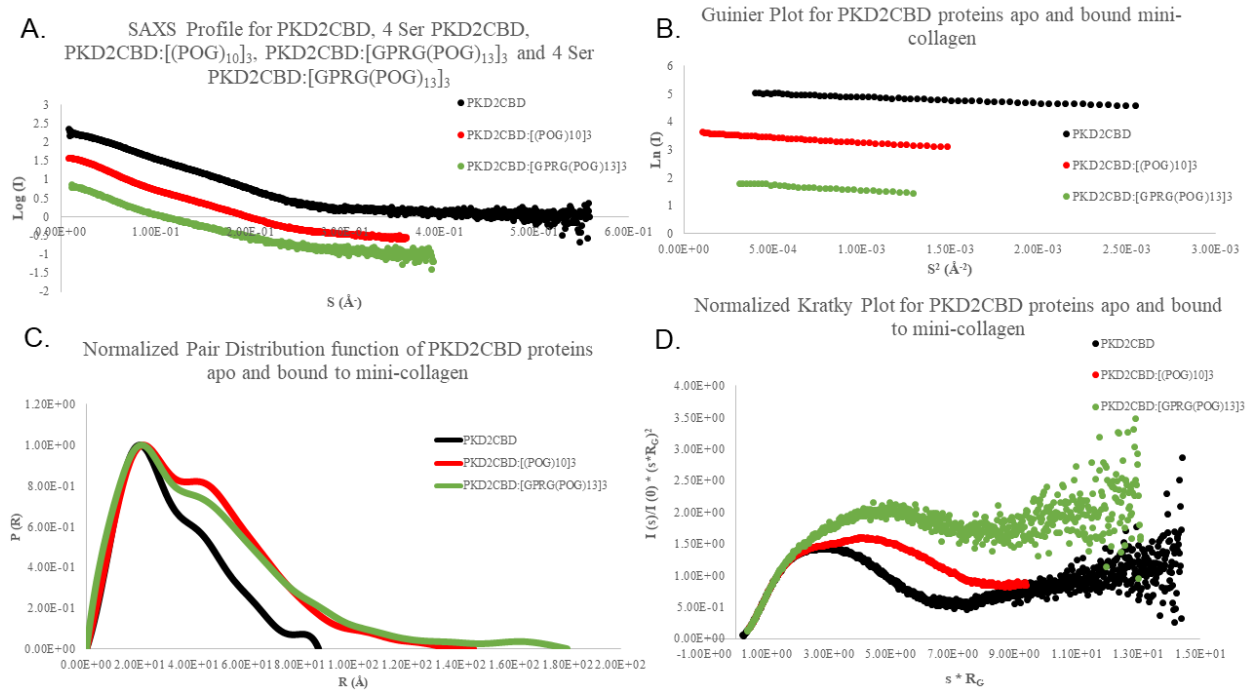 A.
SAXS Profile for PKD2CBD, 4 Ser PKD2CBD,
PKD2CBD:[(POG)₁₀]₃, PKD2CBD:[GPRG(POG)₁₃]₃ and 4 Ser
PKD2CBD:[GPRG(POG)₁₃]₃
PKD2CBD
PKD2CBD:[(POG)10]3
PKD2CBD:[GPRG(POG)13]3
Log (I)
3
2.5
2
1.5
1
0.5
0
-0.5
-1
-1.5
-2
0.00E+00 1.00E-01 4.00E-01 5.00E-01 6.00E-01
S (Å⁻)
B.
Guinier Plot for PKD2CBD proteins apo and bound mini-
collagen
Ln (I)
7
6
5
4
3
2
1
0
PKD2CBD
PKD2CBD:[(POG)10]3
PKD2CBD:[GPRG(POG)13]3
0.00E+00 5.00E-04 1.00E-03 1.50E-03 2.00E-03 2.50E-03 3.00E-03
S² (Å⁻²)
C.
Normalized Pair Distribution function of PKD2CBD proteins
apo and bound to mini-collagen
P (R)
1.20E+00
1.00E+00
8.00E-01
6.00E-01
4.00E-01
2.00E-01
0.00E+00
PKD2CBD
PKD2CBD:[(POG)10]3
PKD2CBD:[GPRG(POG)13]3
0.00E+00 2.00E+01 4.00E+01 6.00E+01 8.00E+01 1.00E+02 1.20E+02 1.40E+02 1.60E+02 1.80E+02 2.00E+02
R (Å)
D.
Normalized Kratky Plot for PKD2CBD proteins apo and bound
to mini-collagen
PKD2CBD
PKD2CBD:[(POG)10]3
PKD2CBD:[GPRG(POG)13]3
I (s)/I (0) * (s*R_G)²
4.00E+00
3.50E+00
3.00E+00
2.50E+00
2.00E+00
1.50E+00
1.00E+00
5.00E-01
0.00E+00
-1.00E+00 1.00E+00 3.00E+00 5.00E+00 7.00E+00 9.00E+00 1.10E+01 1.30E+01 1.50E+01
s * R_G